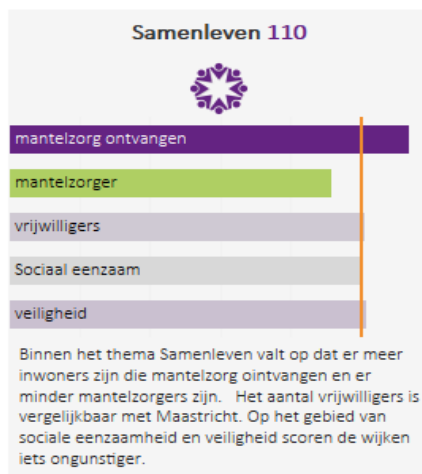 Samenleven 110
mantelzorg ontvangen
mantelzorger
vrijwilligers
Sociaal eenzaam
veiligheid
Binnen het thema Samenleven valt op dat er meer
inwoners zijn die mantelzorg ointvangen en er
minder mantelzorgers zijn.   Het aantal vrijwilligers is
vergelijkbaar met Maastricht. Op het gebied van
sociale eenzaamheid en veiligheid scoren de wijken
iets ongunstiger.